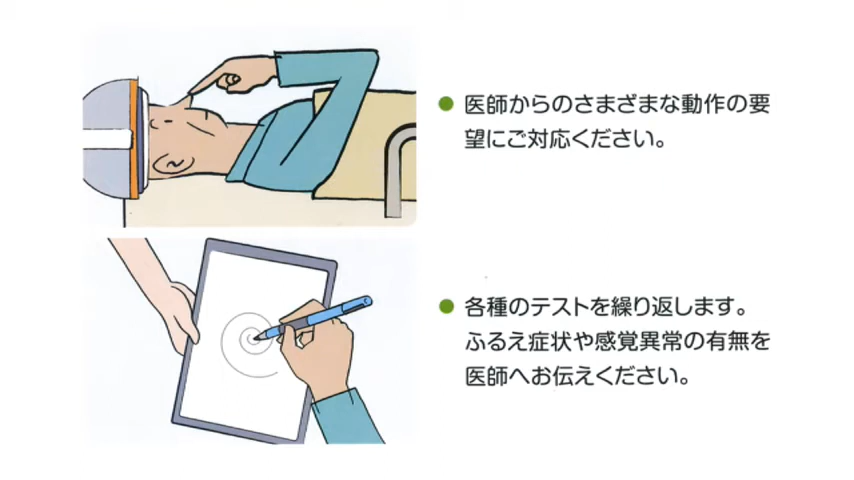 ● 医師からのさまざまな動作の要
望にご対応ください。
● 各種のテストを繰り返します。
ふるえ症状や感覚異常の有無を
医師へお伝えください。